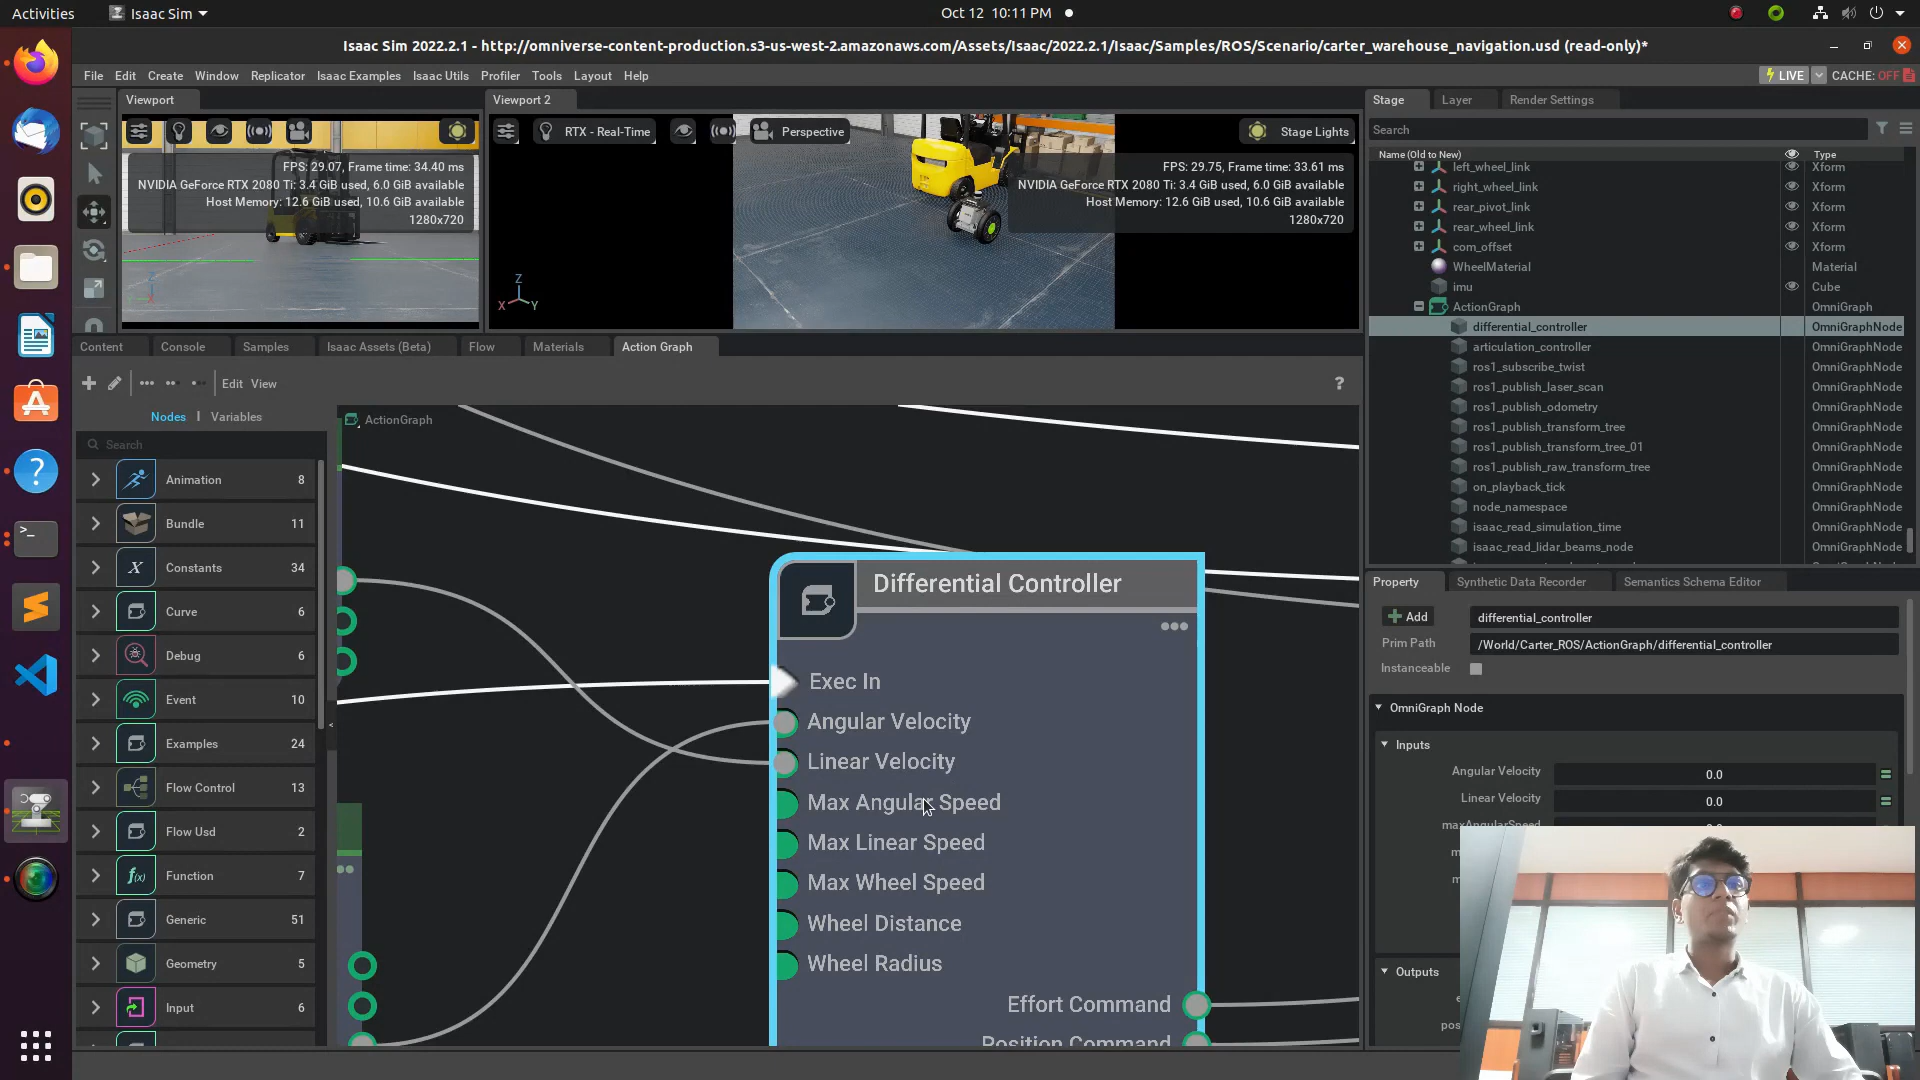 Activities
Isaac Sim
Oct 12 10:11 PM
Isaac Sim 2022.2.1 - http://omniverse-content-production.s3-us-west-2.amazonaws.com/Assets/Isaac/2022.2.1/Isaac/Samples/ROS/Scenario/carter_warehouse_navigation.usd (read-only)*
File Edit Create Window Replicator Isaac Examples Isaac Utils Profiler Tools Layout Help
LIVE
CACHE: OFF
Viewport
Viewport 2
FPS: 29.07, Frame time: 34.40 ms
NVIDIA GeForce RTX 2080 Ti: 3.4 GiB used, 6.0 GiB available
Host Memory: 12.6 GiB used, 10.6 GiB available
1280x720
RTX - Real-Time
Perspective
Stage Lights
FPS: 29.75, Frame time: 33.61 ms
NVIDIA GeForce RTX 2080 Ti: 3.4 GiB used, 6.0 GiB available
Host Memory: 12.6 GiB used, 10.6 GiB available
1280x720
Z
X Y
Content Console Samples Isaac Assets (Beta) Flow Materials Action Graph
Edit View
?
Nodes | Variables
Search
Animation 8
Bundle 11
Constants 34
Curve 6
Debug 6
Event 10
Examples 24
Flow Control 13
Flow Usd 2
Function 7
Generic 51
Geometry 5
Input 6
ActionGraph
Differential Controller
Exec In
Angular Velocity
Linear Velocity
Max Angular Speed
Max Linear Speed
Max Wheel Speed
Wheel Distance
Wheel Radius
Effort Command
Position Command
Stage Layer Render Settings
Search
Name (Old to New) Type
left_wheel_link Xform
right_wheel_link Xform
rear_pivot_link Xform
rear_wheel_link Xform
com_offset Xform
WheelMaterial Material
imu Cube
ActionGraph OmniGraph
differential_controller OmniGraphNode
articulation_controller OmniGraphNode
ros1_subscribe_twist OmniGraphNode
ros1_publish_laser_scan OmniGraphNode
ros1_publish_odometry OmniGraphNode
ros1_publish_transform_tree OmniGraphNode
ros1_publish_transform_tree_01 OmniGraphNode
ros1_publish_raw_transform_tree OmniGraphNode
on_playback_tick OmniGraphNode
node_namespace OmniGraphNode
isaac_read_simulation_time OmniGraphNode
isaac_read_lidar_beams_node OmniGraphNode
Property Synthetic Data Recorder Semantics Schema Editor
Add differential_controller
Prim Path /World/Carter_ROS/ActionGraph/differential_controller
Instanceable
OmniGraph Node
Inputs
Angular Velocity 0.0
Linear Velocity 0.0
maxAngularSpeed
Outputs